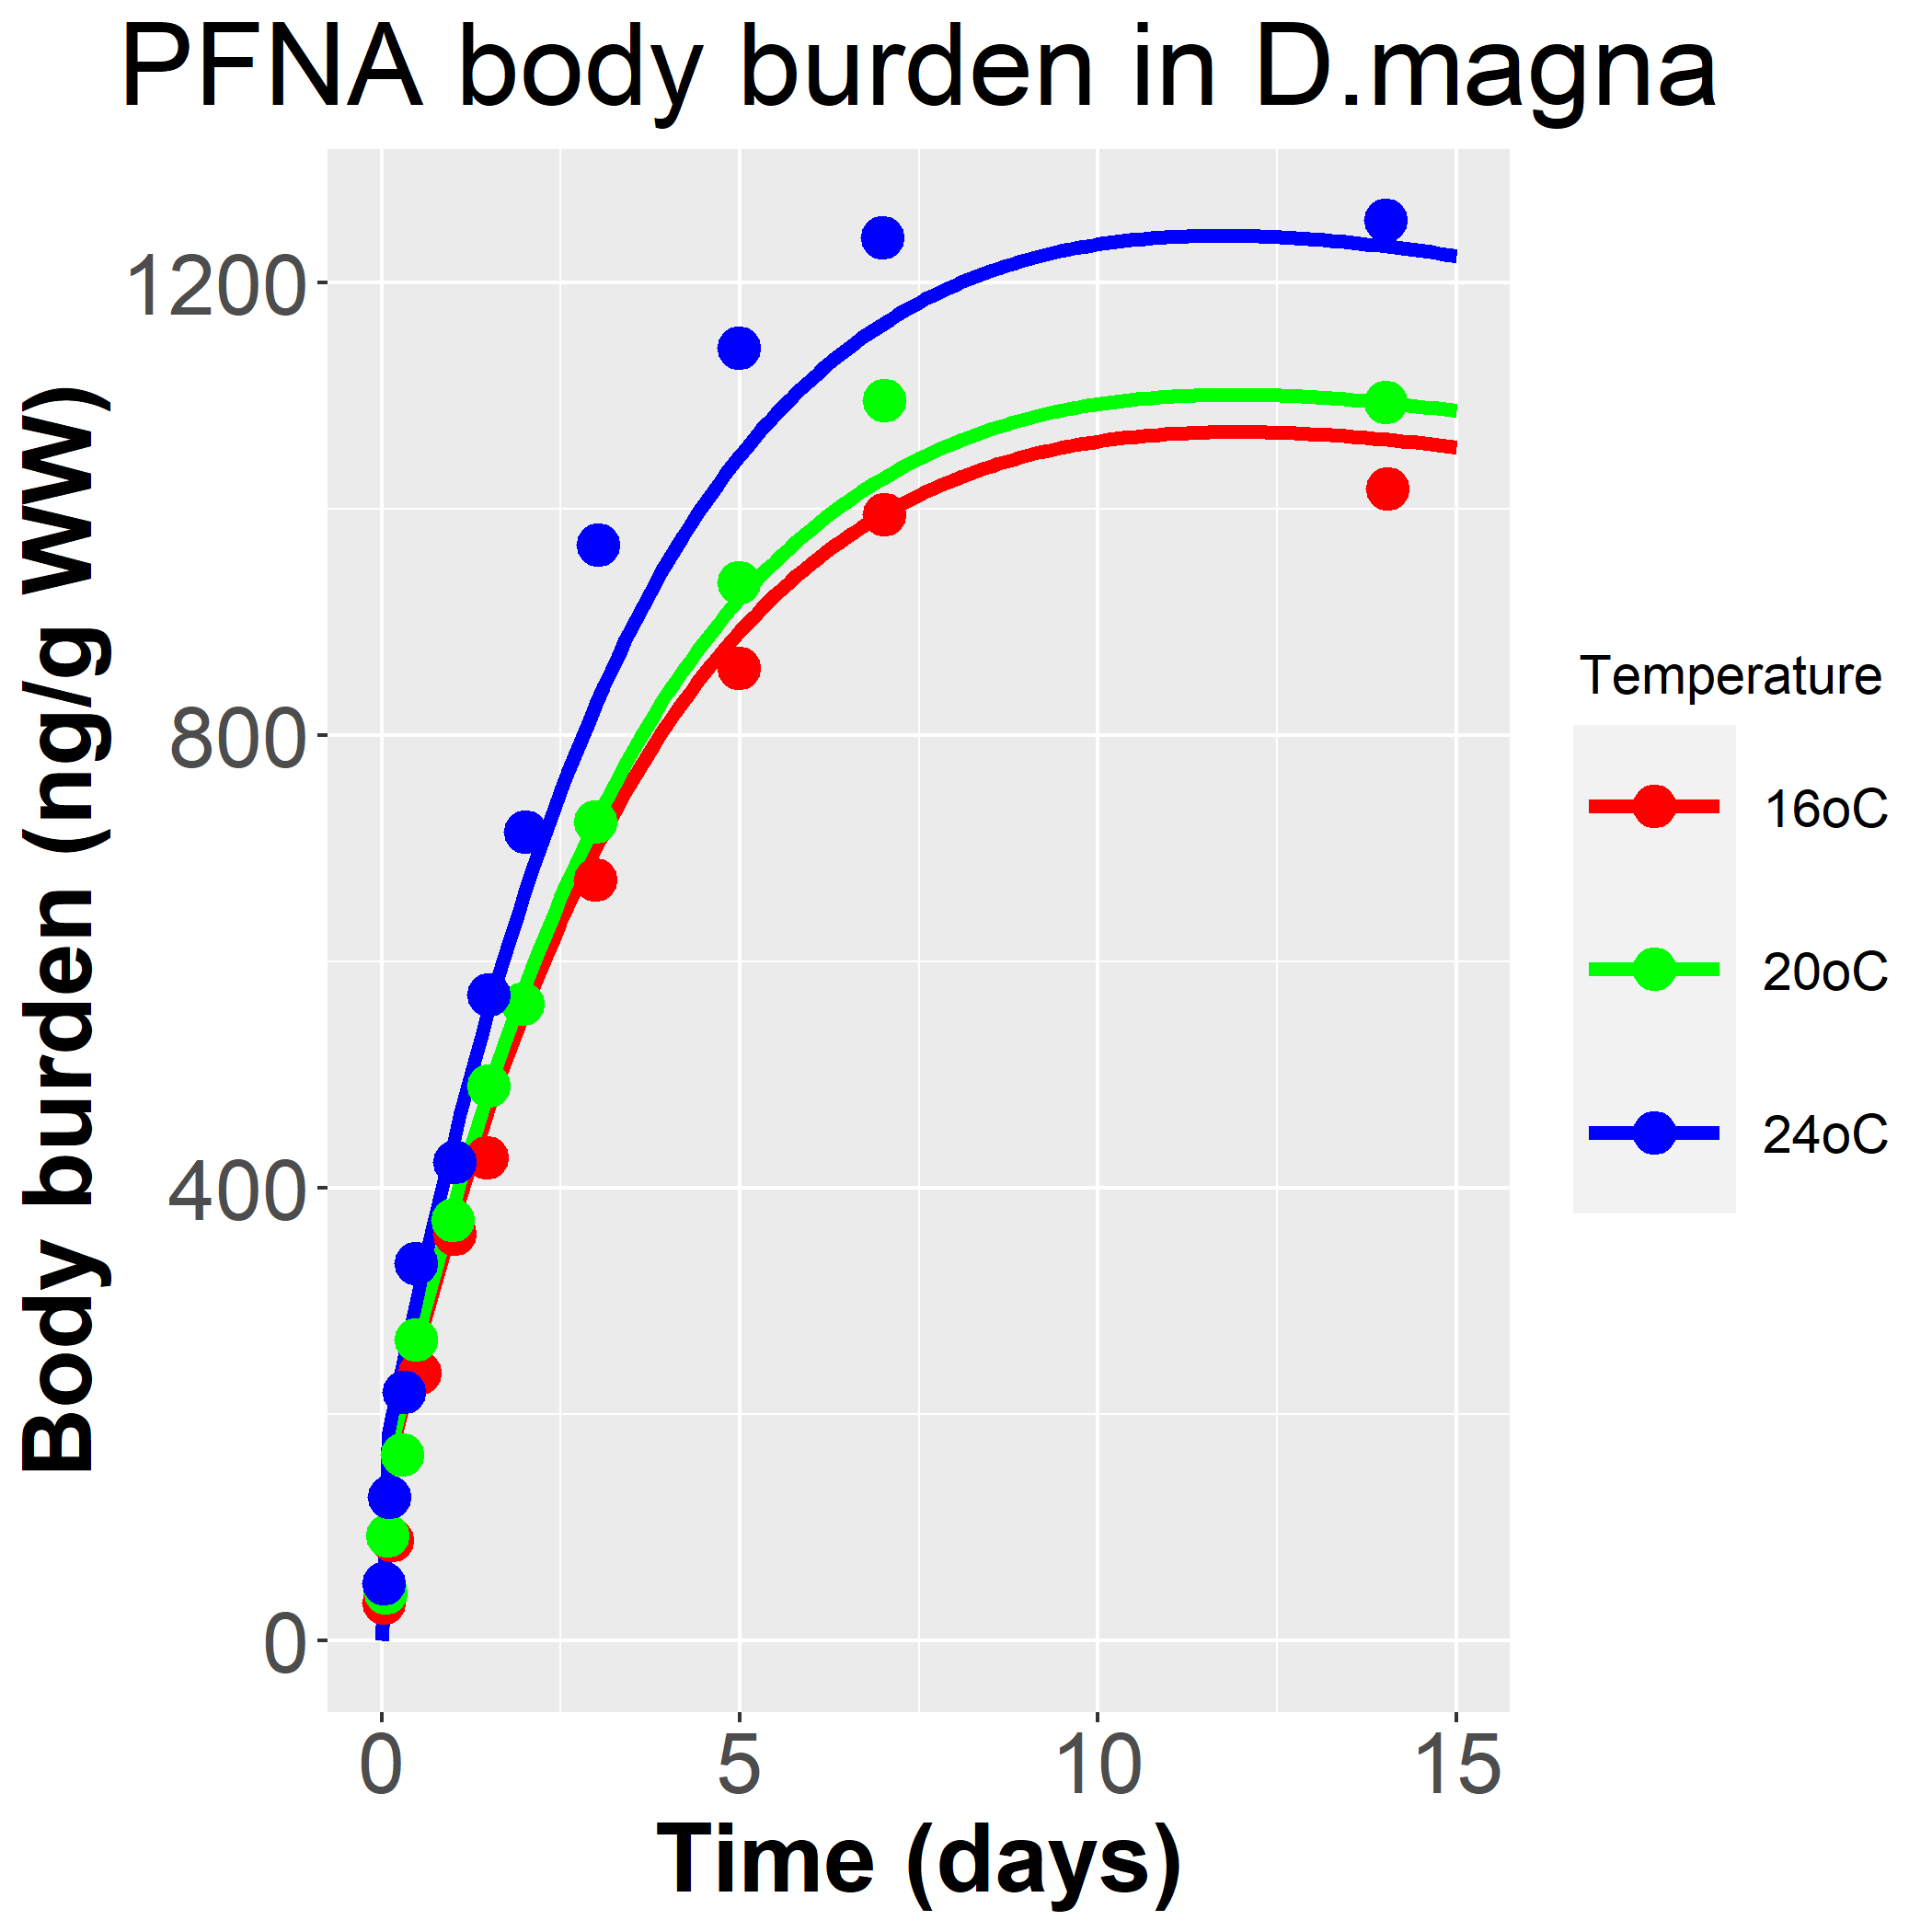 PFNA body burden in D.magna
Body burden (ng/g WW)
1200
800
400
0
0 5 10 15
Time (days)
Temperature
16oC
20oC
24oC